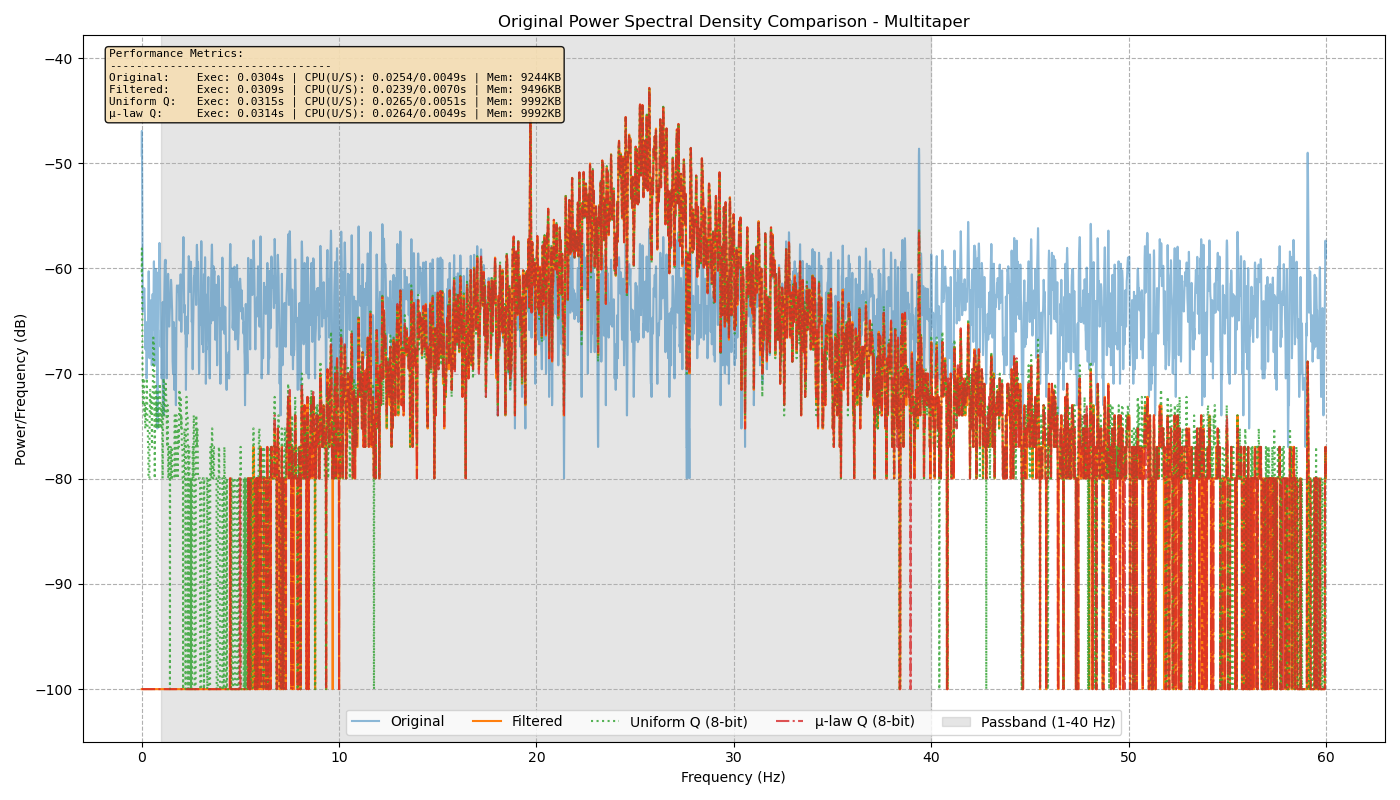 Original Power Spectral Density Comparison - Multitaper
Performance Metrics:
----------------------------------
Original:    Exec: 0.0304s | CPU(U/S): 0.0254/0.0049s | Mem: 9244KB
Filtered:    Exec: 0.0309s | CPU(U/S): 0.0239/0.0070s | Mem: 9496KB
Uniform Q:   Exec: 0.0315s | CPU(U/S): 0.0265/0.0051s | Mem: 9992KB
μ-law Q:     Exec: 0.0314s | CPU(U/S): 0.0264/0.0049s | Mem: 9992KB
Power/Frequency (dB)
−40
−50
−60
−70
−80
−90
−100
Original Filtered Uniform Q (8-bit) μ-law Q (8-bit) Passband (1-40 Hz)
0 10 20 30 40 50 60
Frequency (Hz)